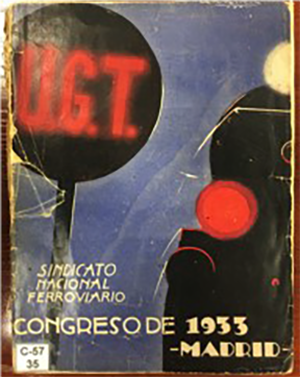 U.G.T.
SINDICATO
NACIONAL
FERROVIARIO
CONGRESO DE 1933
-MADRID-
C-57
35